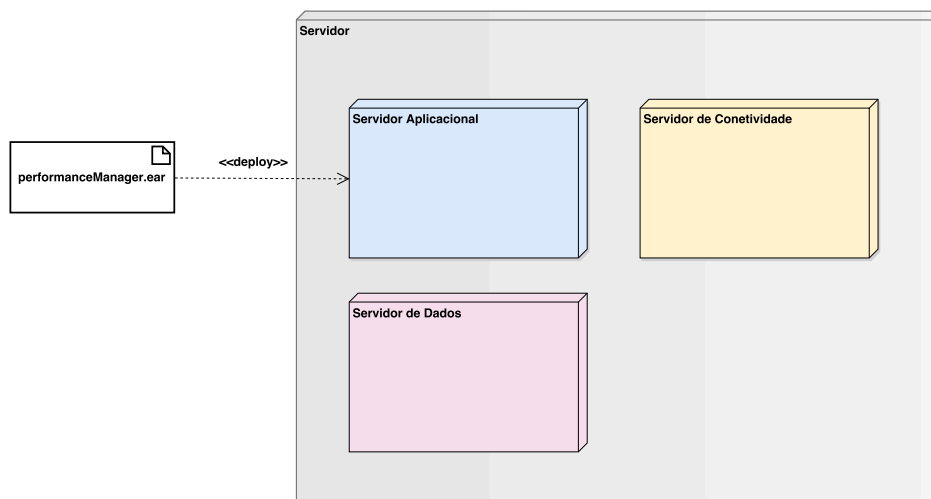 Servidor
Servidor Aplicacional
Servidor de Conetividade
<<deploy>>
performanceManager.ear
Servidor de Dados